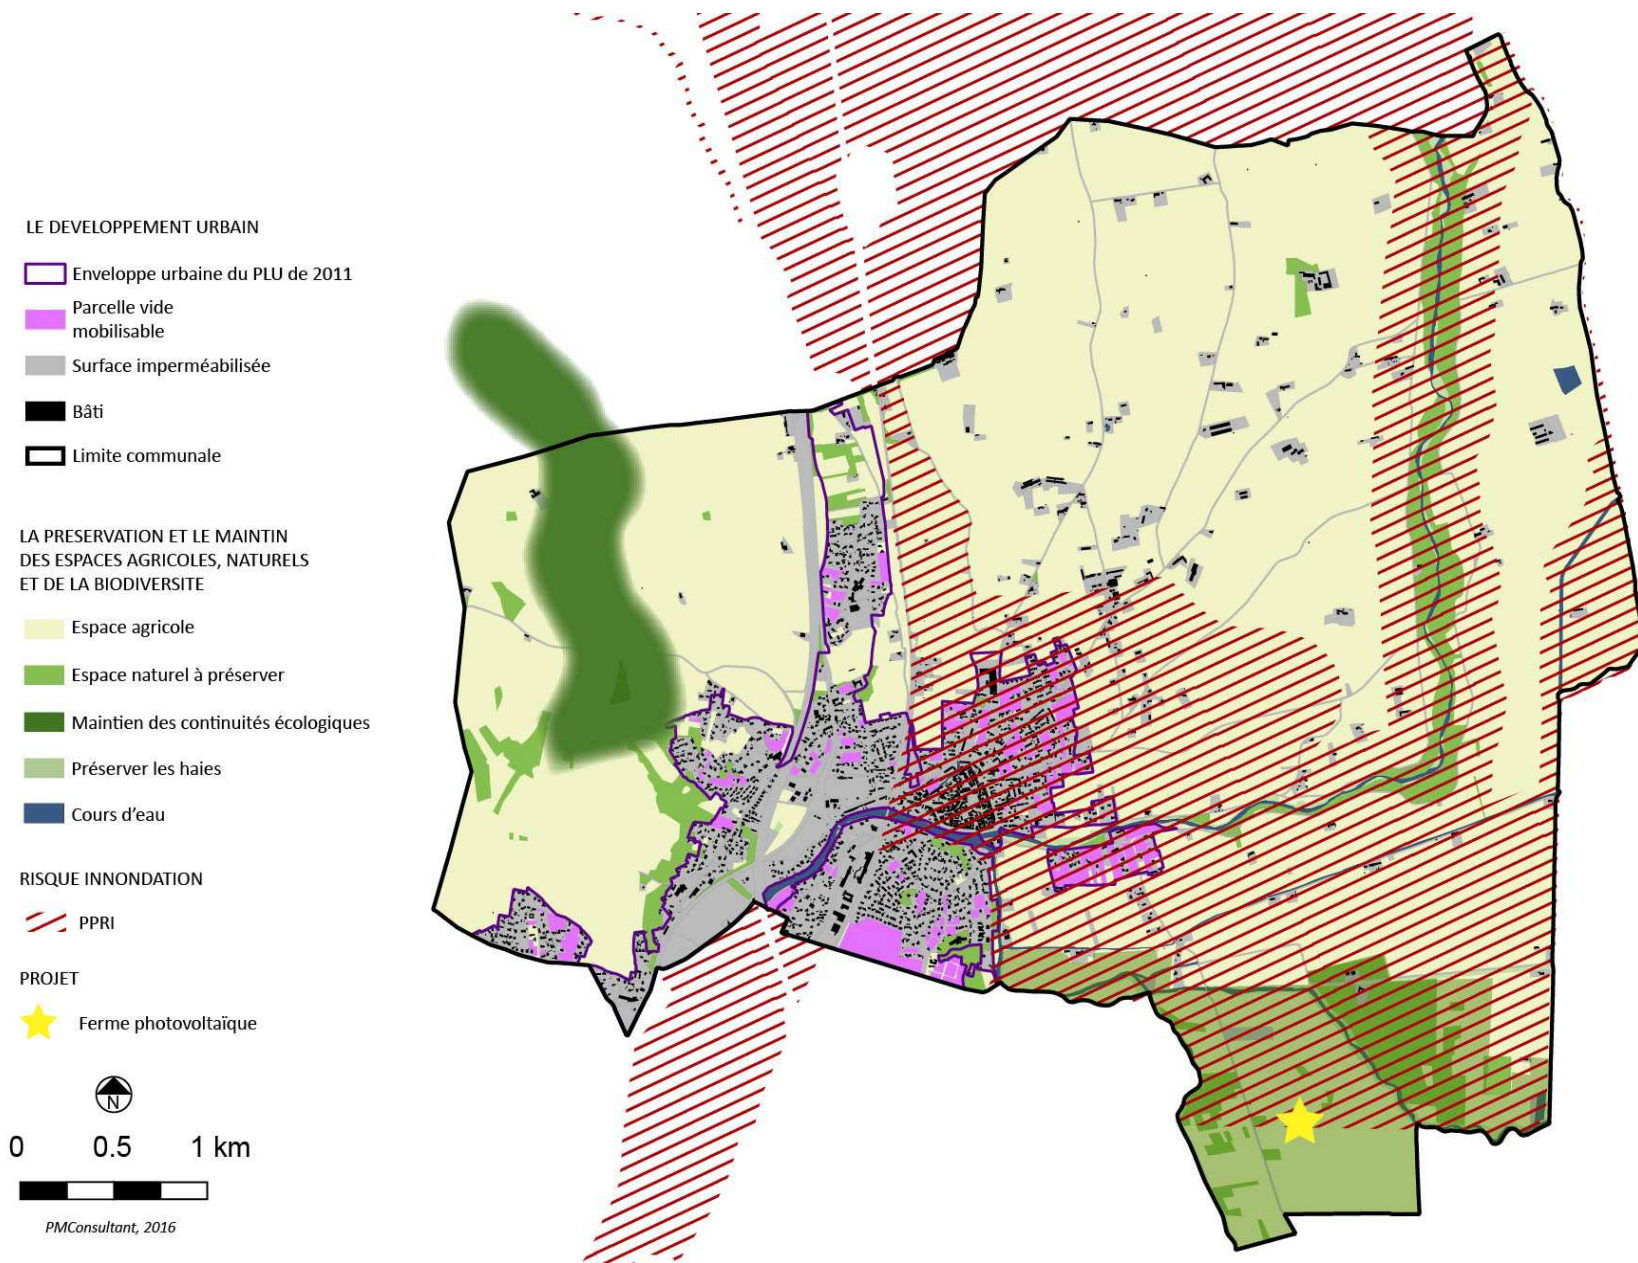 LE DEVELOPPEMENT URBAIN
Enveloppe urbaine du PLU de 2011
Parcelle vide
mobilisable
Surface imperméabilisée
Bâti
Limite communale
LA PRESERVATION ET LE MAINTIN
DES ESPACES AGRICOLES, NATURELS
ET DE LA BIODIVERSITE
Espace agricole
Espace naturel à préserver
Maintien des continuités écologiques
Préserver les haies
Cours d'eau
RISQUE INNONDATION
PPRI
PROJET
Ferme photovoltaïque
N
0 0.5 1 km
PMConsultant, 2016